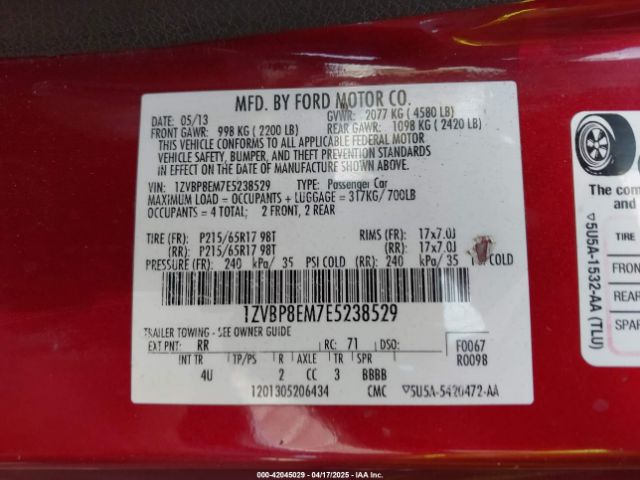 MFD. BY FORD MOTOR CO.
DATE: 05/13 GVWR: 2077 KG (4580 LB)
FRONT GAWR: 998 KG (2200 LB) REAR GAWR: 1098 KG (2420 LB)
THIS VEHICLE CONFORMS TO ALL APPLICABLE FEDERAL MOTOR
VEHICLE SAFETY, BUMPER, AND THEFT PREVENTION STANDARDS
IN EFFECT ON THE DATE OF MANUFACTURE SHOWN ABOVE.
VIN: 1ZVBP8EM7E5238529 TYPE: Passenger Car
MAXIMUM LOAD = OCCUPANTS + LUGGAGE = 317KG/700LB
OCCUPANTS = 4 TOTAL; 2 FRONT, 2 REAR
TIRE (FR): P215/65R17 98T RIMS (FR): 17x7.0J
(RR): P215/65R17 98T (RR): 17x7.0J
PRESSURE (FR): 240 kPa/ 35 PSI COLD (RR): 240 kPa/ 35 PSI COLD
1ZVBP8EM7E5238529
TRAILER TOWING - SEE OWNER GUIDE
EXT PNT: RR RC: 71 DSO: F0067
R0098
INT TR TP/PS R AXLE TR SPR
4U 2 CC 3 BBBB
1201305206434 CMC ▽5U5A-5420472-AA
The com
TIRE
FRON
REAR
SPAR
▽5U5A-1532-AA (TLU)
000-42045029 - 04/17/2025 - IAAI.COM